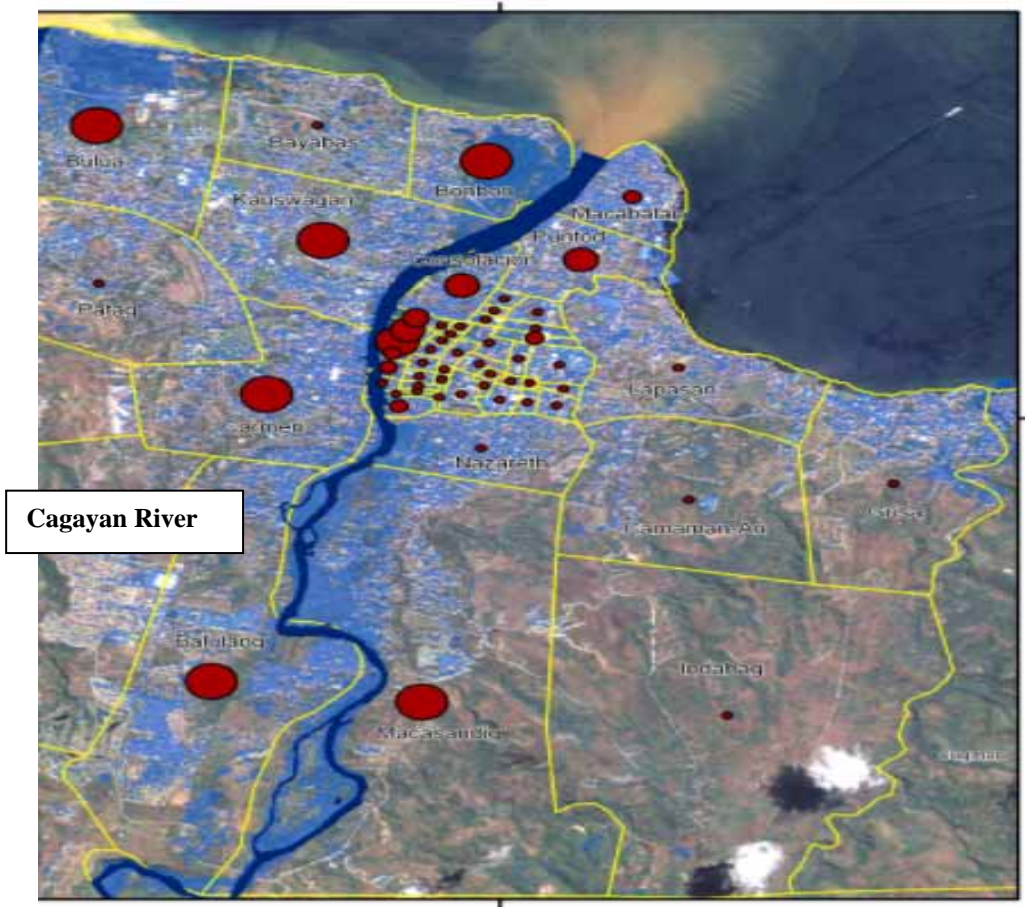 Bulua
Bayabas
Bonbon
Kauswagan
Macabalan
Puntod
Consolacion
Patag
Lapasan
Carmen
Nazareth
Cagayan River
Camaman-An
Gusa
Balulang
Indahag
Macasandig